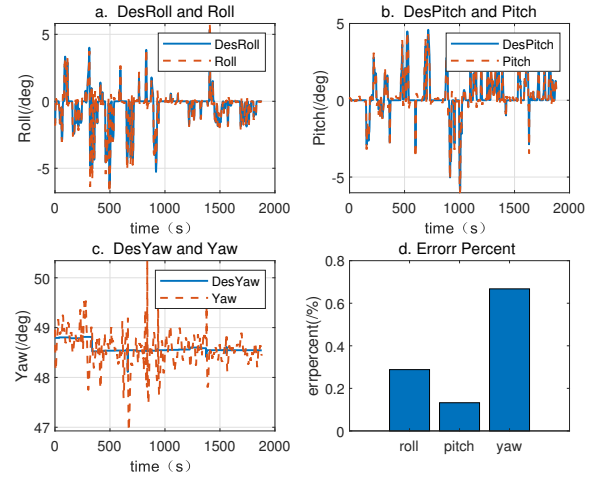 a. DesRoll and Roll
5
0
-5
Roll(/deg)
DesRoll
Roll
0 500 1000 1500 2000
time（s）
b. DesPitch and Pitch
5
0
-5
Pitch(/deg)
DesPitch
Pitch
0 500 1000 1500 2000
time（s）
c. DesYaw and Yaw
50
49
48
47
Yaw(/deg)
DesYaw
Yaw
0 500 1000 1500 2000
time（s）
d. Errorr Percent
0.8
0.6
0.4
0.2
0
errpercent(/%)
roll pitch yaw